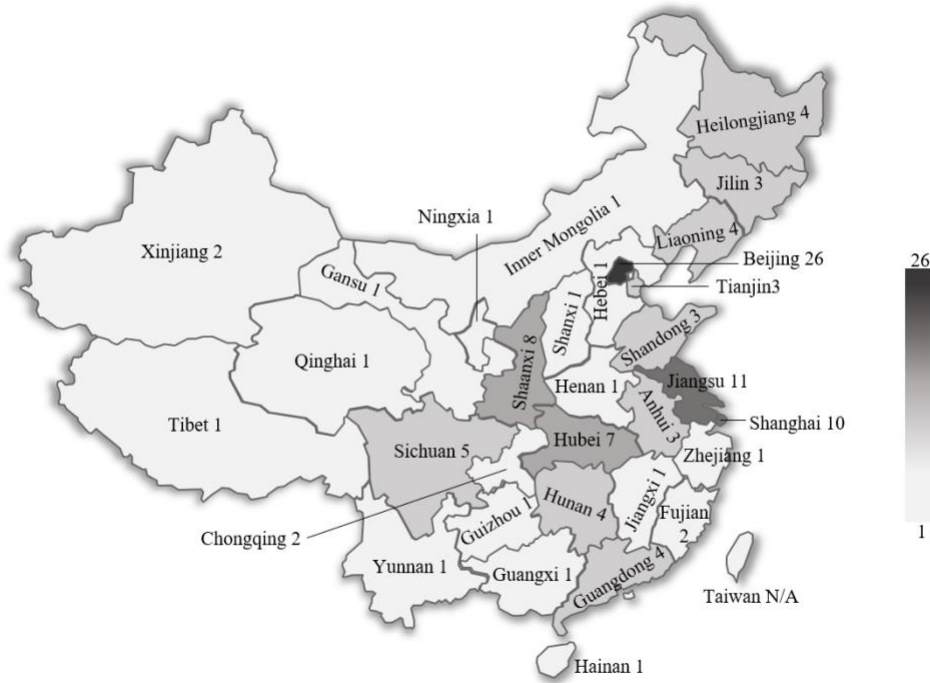 Heilongjiang 4
Jilin 3
Ningxia 1
Inner Mongolia 1
Liaoning 4
Xinjiang 2
Beijing 26
26
Gansu 1
Hebei 1
Tianjin3
Shanxi 1
Shandong 3
Qinghai 1
Shaanxi 8
Henan 1
Jiangsu 11
Tibet 1
Anhui 3
Shanghai 10
Sichuan 5
Hubei 7
Zhejiang 1
Hunan 4
Jiangxi 1
Fujian
2
Chongqing 2
Guizhou 1
1
Yunnan 1
Guangxi 1
Guangdong 4
Taiwan N/A
Hainan 1